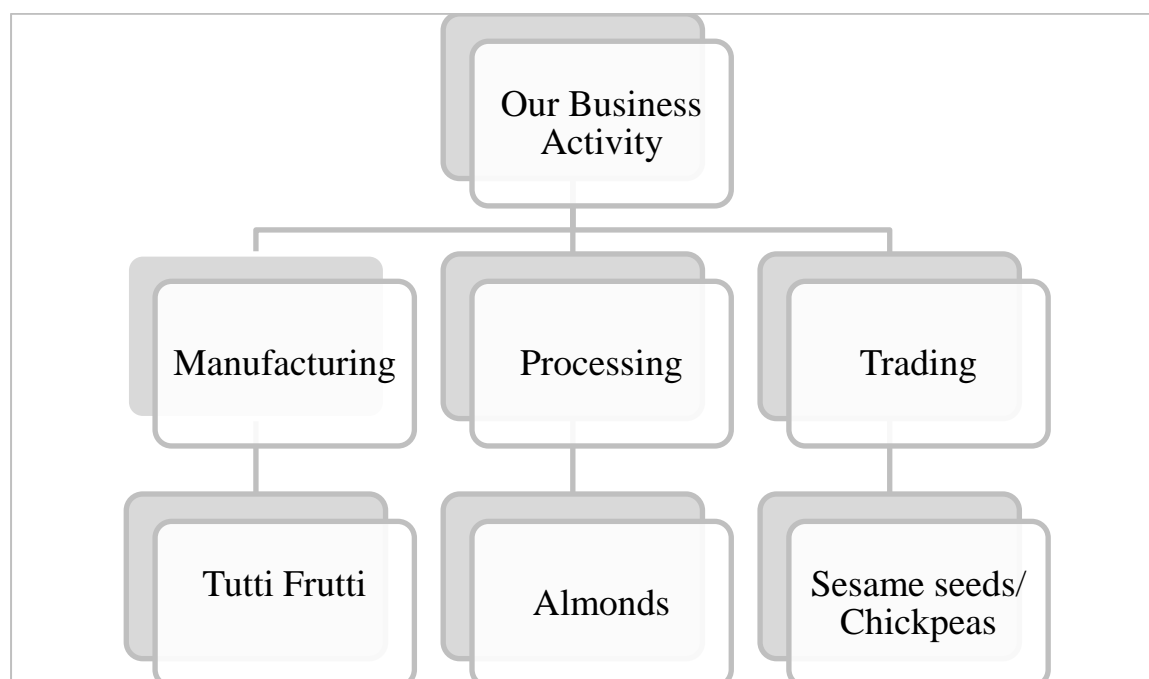 Our Business
Activity
Manufacturing
Processing
Trading
Tutti Frutti
Almonds
Sesame seeds/
Chickpeas